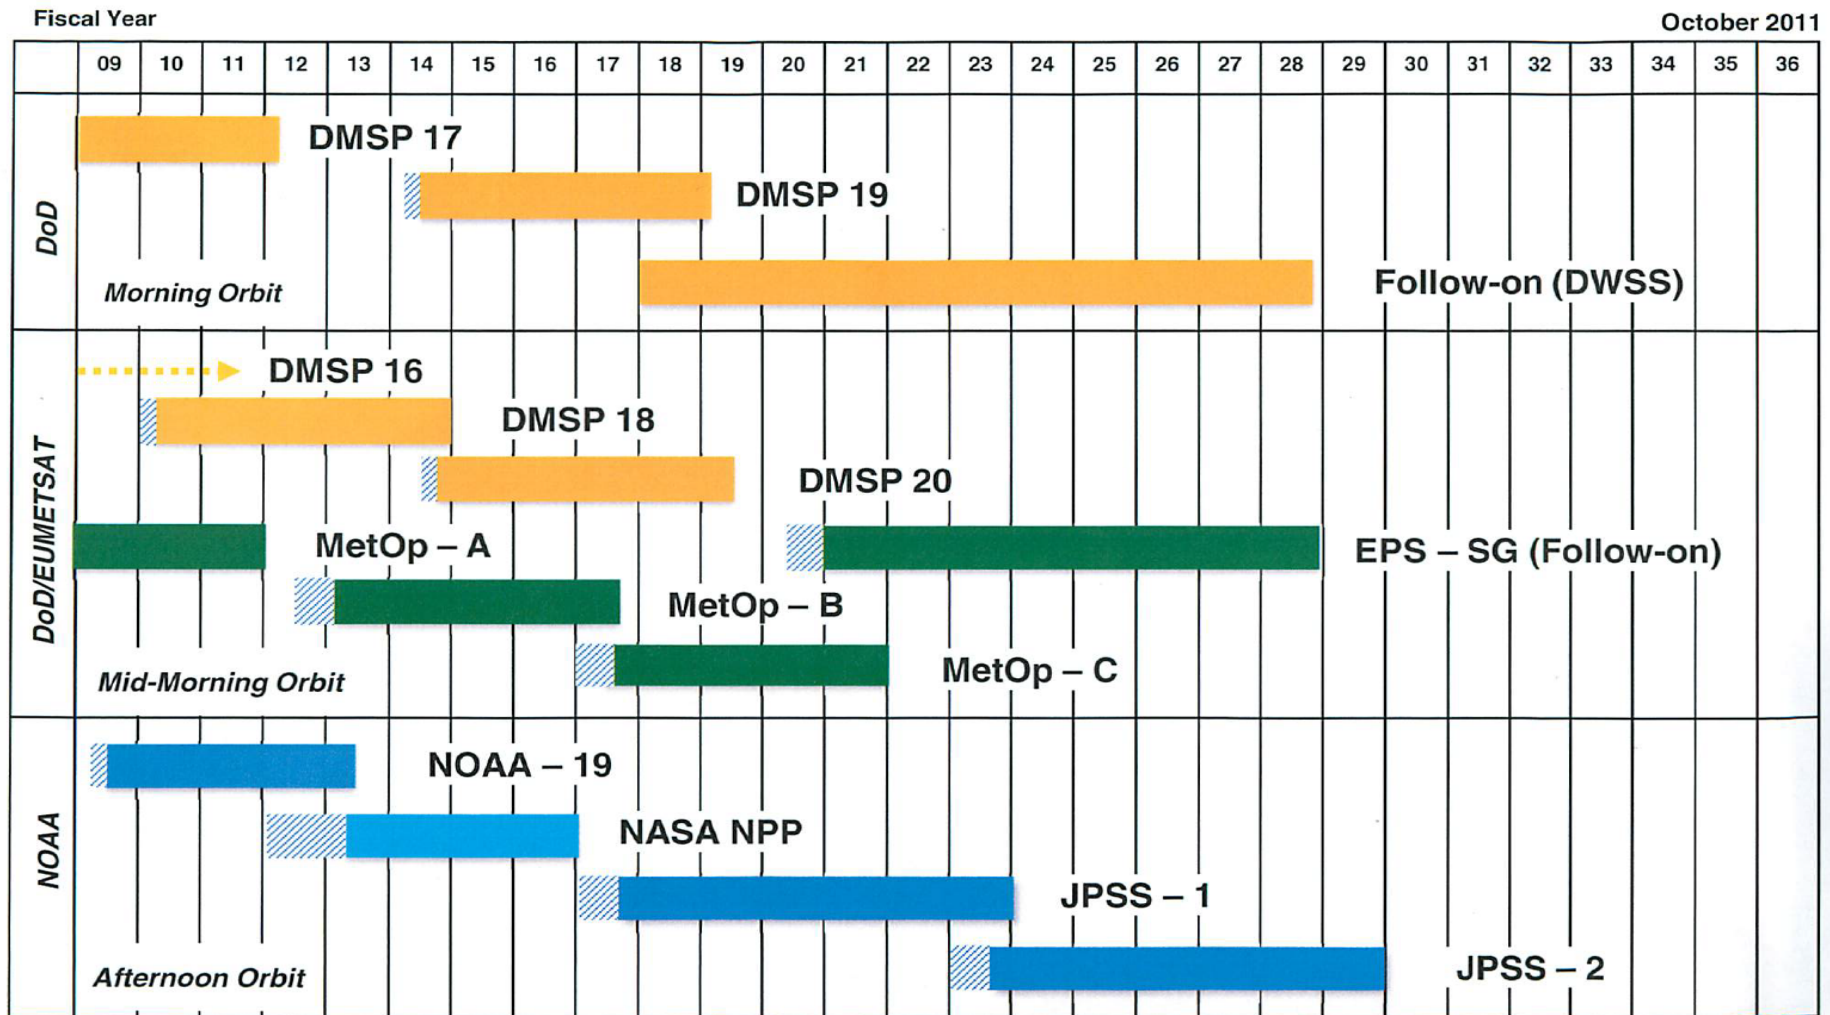 Fiscal Year
October 2011
09 10 11 12 13 14 15 16 17 18 19 20 21 22 23 24 25 26 27 28 29 30 31 32 33 34 35 36
DoD
DMSP 17
DMSP 19
Follow-on (DWSS)
Morning Orbit
DoD/EUMETSAT
DMSP 16
DMSP 18
DMSP 20
MetOp – A
EPS – SG (Follow-on)
MetOp – B
MetOp – C
Mid-Morning Orbit
NOAA
NOAA – 19
NASA NPP
JPSS – 1
JPSS – 2
Afternoon Orbit